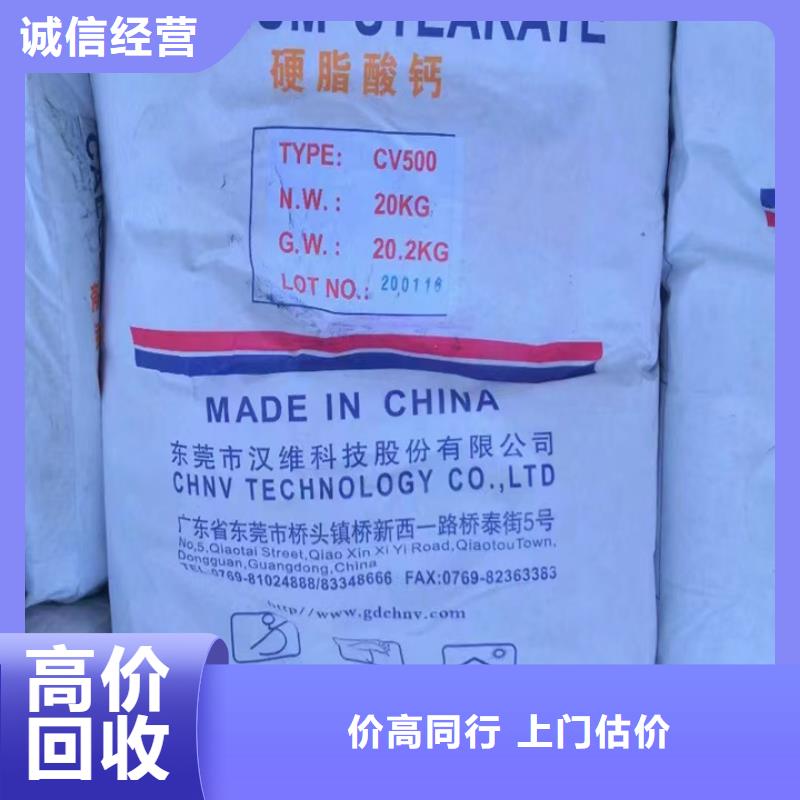 诚信经营
STEARATE
硬脂酸钙
TYPE: CV500
N.W.: 20KG
G.W.: 20.2KG
LOT NO.: 200116
MADE IN CHINA
东莞市汉维科技股份有限公司
CHNV TECHNOLOGY CO.,LTD
广东省东莞市桥头镇桥新西一路桥泰街5号
No,5,Qiaotai Street,Qiao Xin Xi Yi Road,QiaotouTown,
Dongguan,Guangdong,China
TEL:0769-81024888/83348666 FAX:0769-82363383
http//www.gdchnv.com
高价
回收
价高同行 上门估价